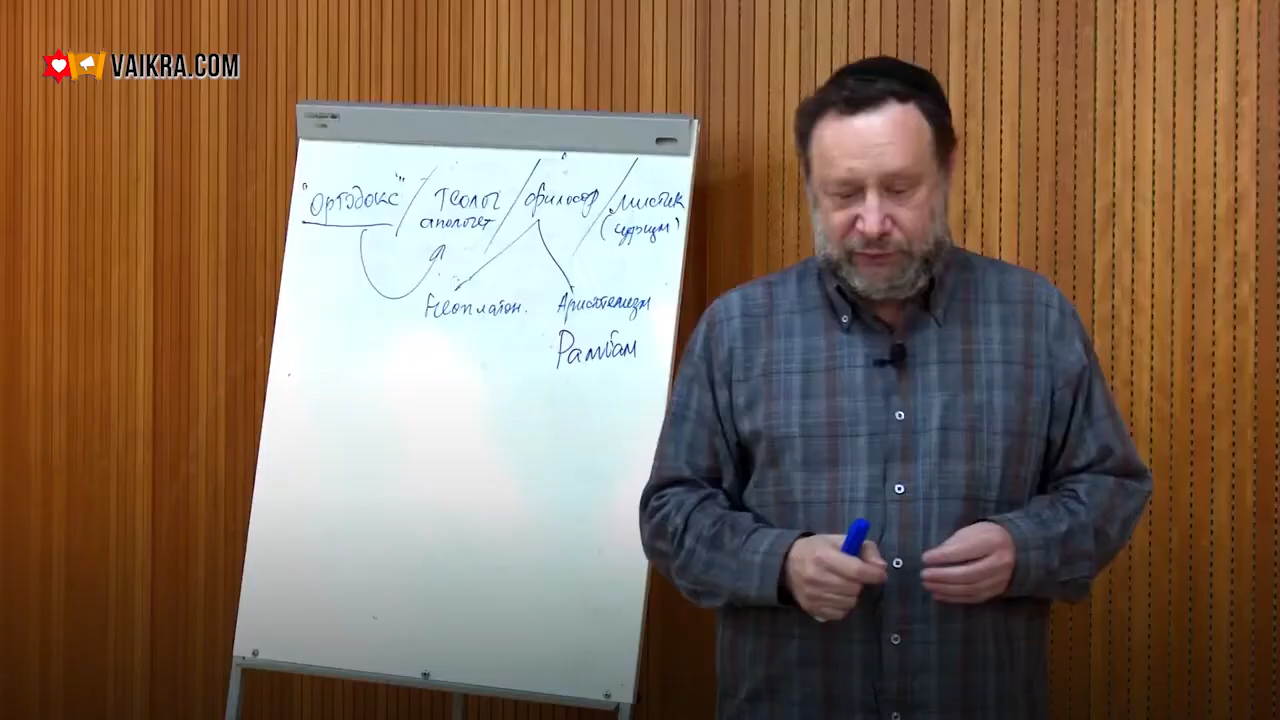 VAIKRA.COM
"Ортодокс" / Теолог / философ / Мистик
апологет (суфизм)
Неоплатон. Аристотелизм
Рамбам